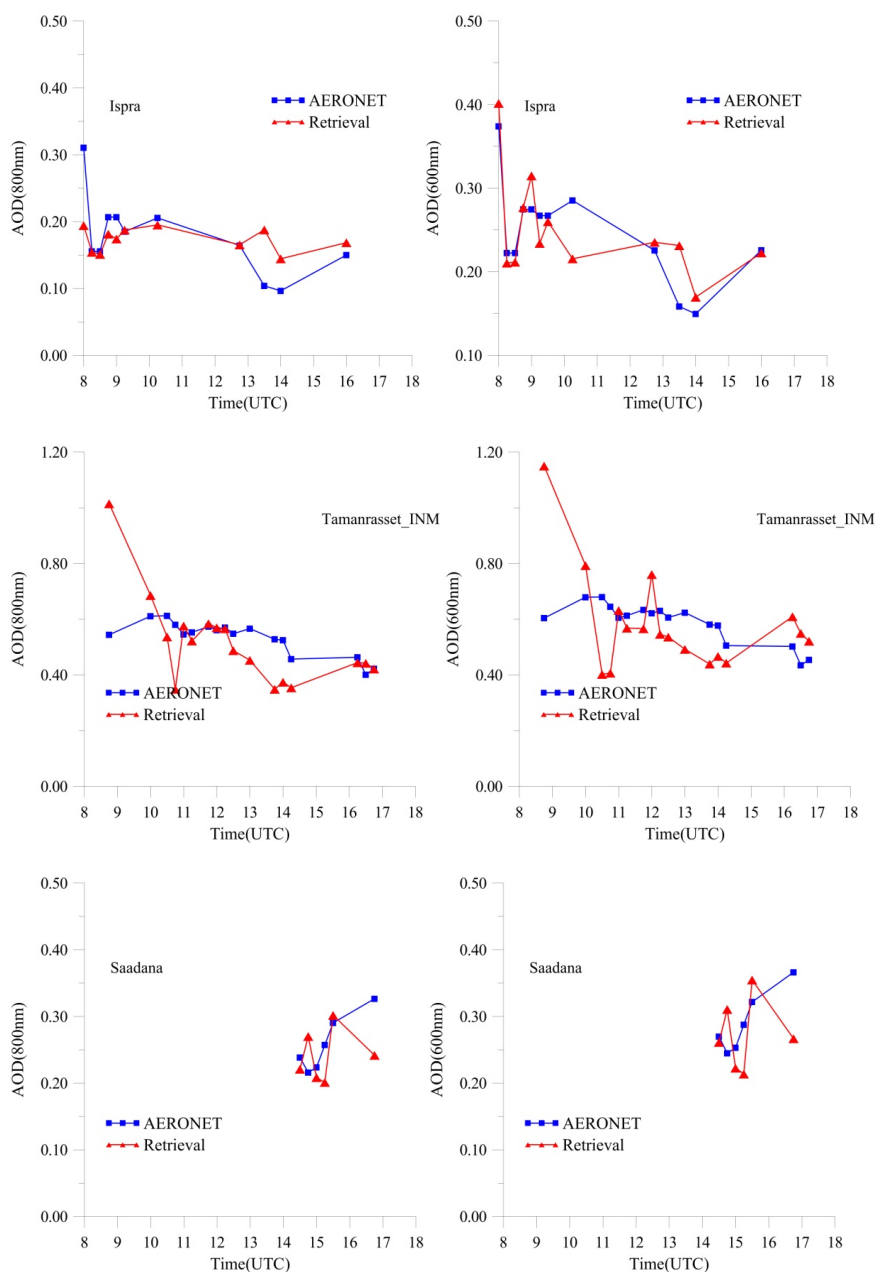 0.50
0.40
0.30
0.20
0.10
0.00
AOD(800nm)
Ispra
AERONET
Retrieval
8 9 10 11 12 13 14 15 16 17 18
Time(UTC)
0.50
0.40
0.30
0.20
0.10
AOD(600nm)
Ispra
AERONET
Retrieval
8 9 10 11 12 13 14 15 16 17 18
Time(UTC)
1.20
0.80
0.40
0.00
AOD(800nm)
Tamanrasset_INM
AERONET
Retrieval
8 9 10 11 12 13 14 15 16 17 18
Time(UTC)
1.20
0.80
0.40
0.00
AOD(600nm)
Tamanrasset_INM
AERONET
Retrieval
8 9 10 11 12 13 14 15 16 17 18
Time(UTC)
0.50
0.40
0.30
0.20
0.10
0.00
AOD(800nm)
Saadana
AERONET
Retrieval
8 9 10 11 12 13 14 15 16 17 18
Time(UTC)
0.50
0.40
0.30
0.20
0.10
0.00
AOD(600nm)
Saadana
AERONET
Retrieval
8 9 10 11 12 13 14 15 16 17 18
Time(UTC)